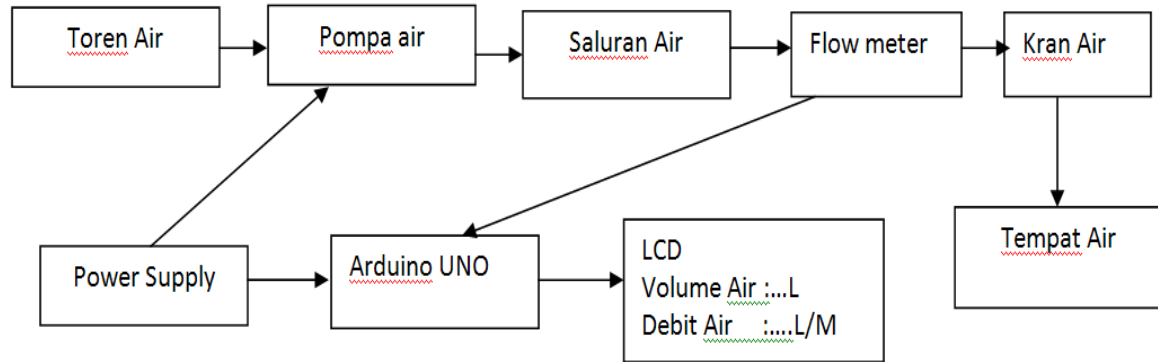 Toren Air
Pompa air
Saluran Air
Flow meter
Kran Air
Power Supply
Arduino UNO
LCD
Volume Air :...L
Debit Air :....L/M
Tempat Air